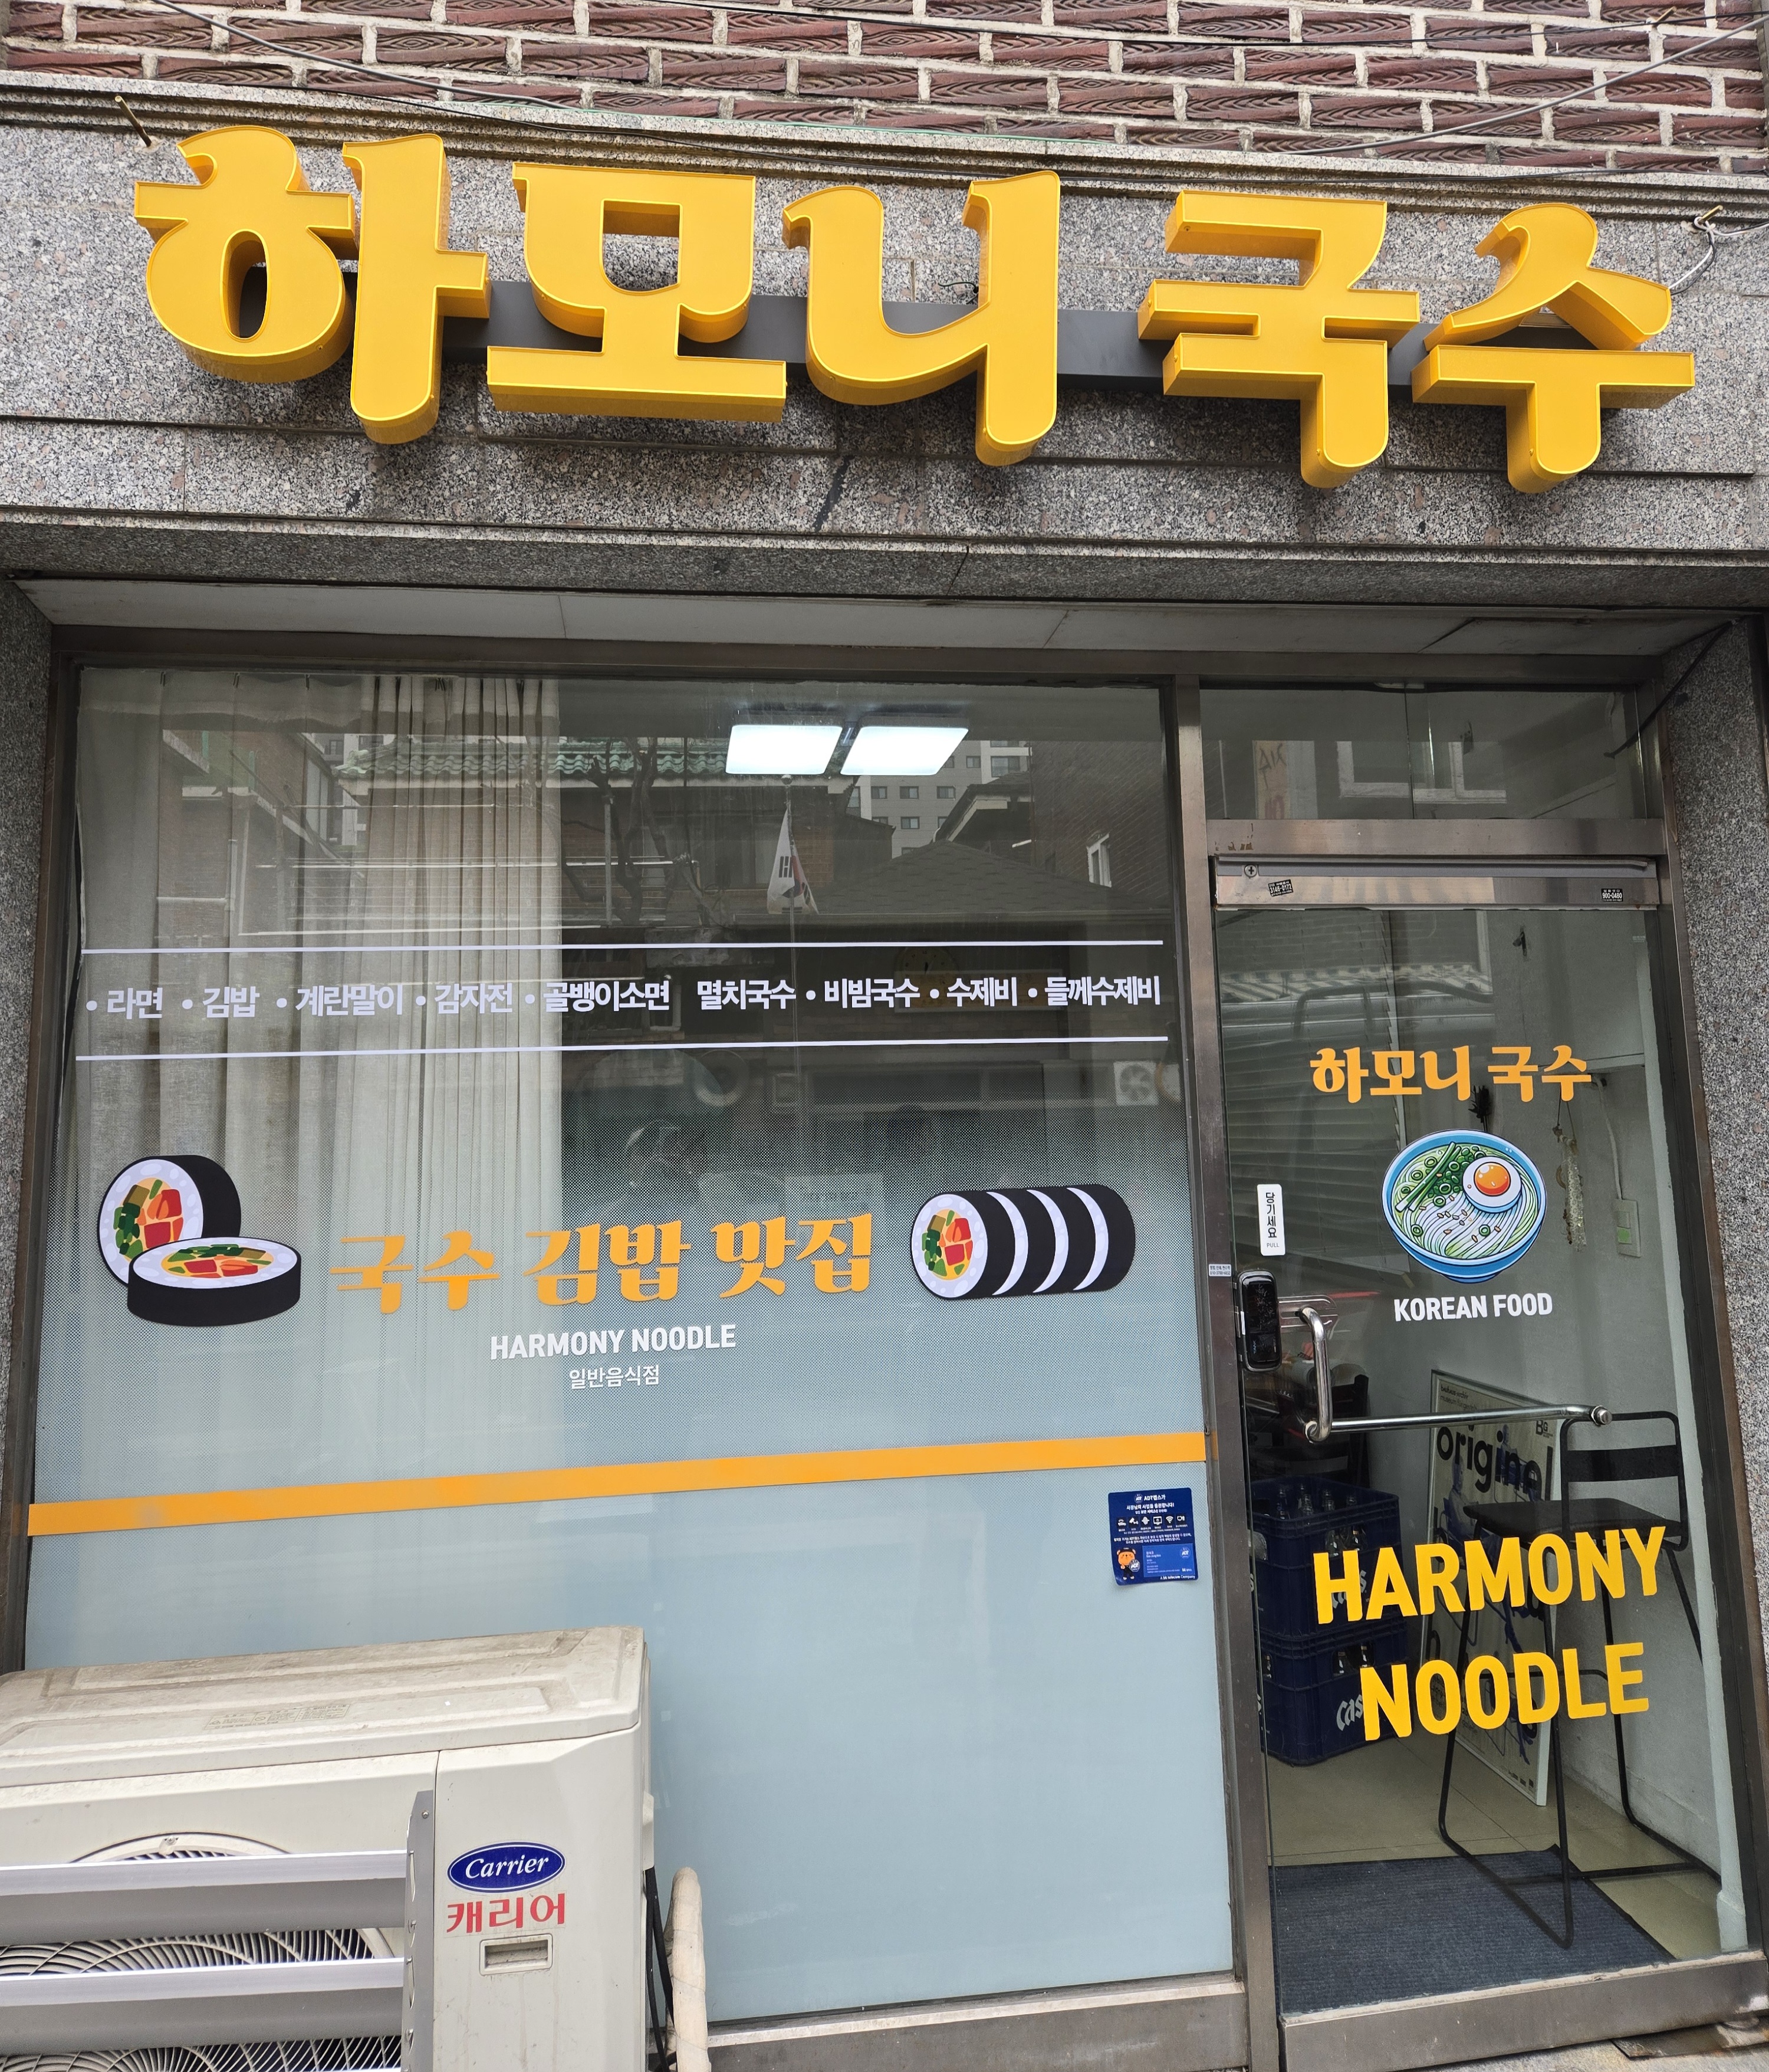 하모니 국수
• 라면 • 김밥 • 계란말이 • 감자전 • 골뱅이소면 멸치국수 • 비빔국수 • 수제비 • 들깨수제비
국수 김밥 맛집
HARMONY NOODLE
일반음식점
하모니 국수
당기세요
PULL
KOREAN FOOD
original
HARMONY
NOODLE
Carrier
캐리어